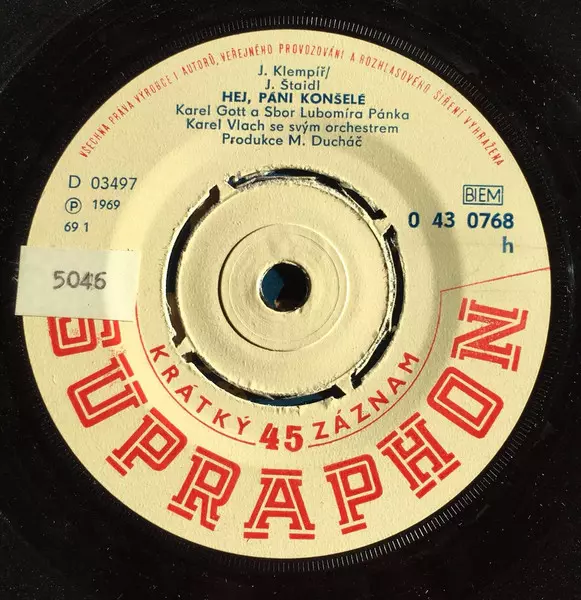 VŠECHNA PRÁVA VÝROBCE I AUTORŮ, VEŘEJNÉHO PROVOZOVÁNÍ A ROZHLASOVÉHO ŠÍŘENÍ VYHRAŽENA
J. Klempíř/
J. Štaidl
HEJ, PÁNI KONŠELÉ
Karel Gott a Sbor Lubomíra Pánka
Karel Vlach se svým orchestrem
Produkce M. Ducháč
D 03497
Ⓟ 1969
69 1
BIEM
0 43 0768
h
5046
KRÁTKÝ 45 ZÁZNAM
SUPRAPHON